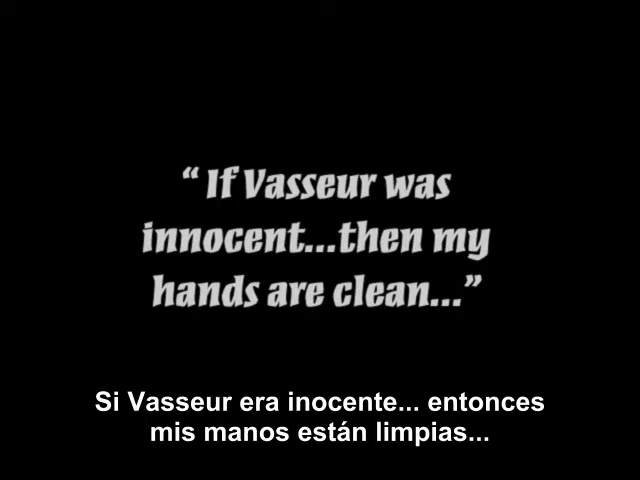 “ If Vasseur was
innocent...then my
hands are clean...”
Si Vasseur era inocente... entonces
mis manos están limpias...